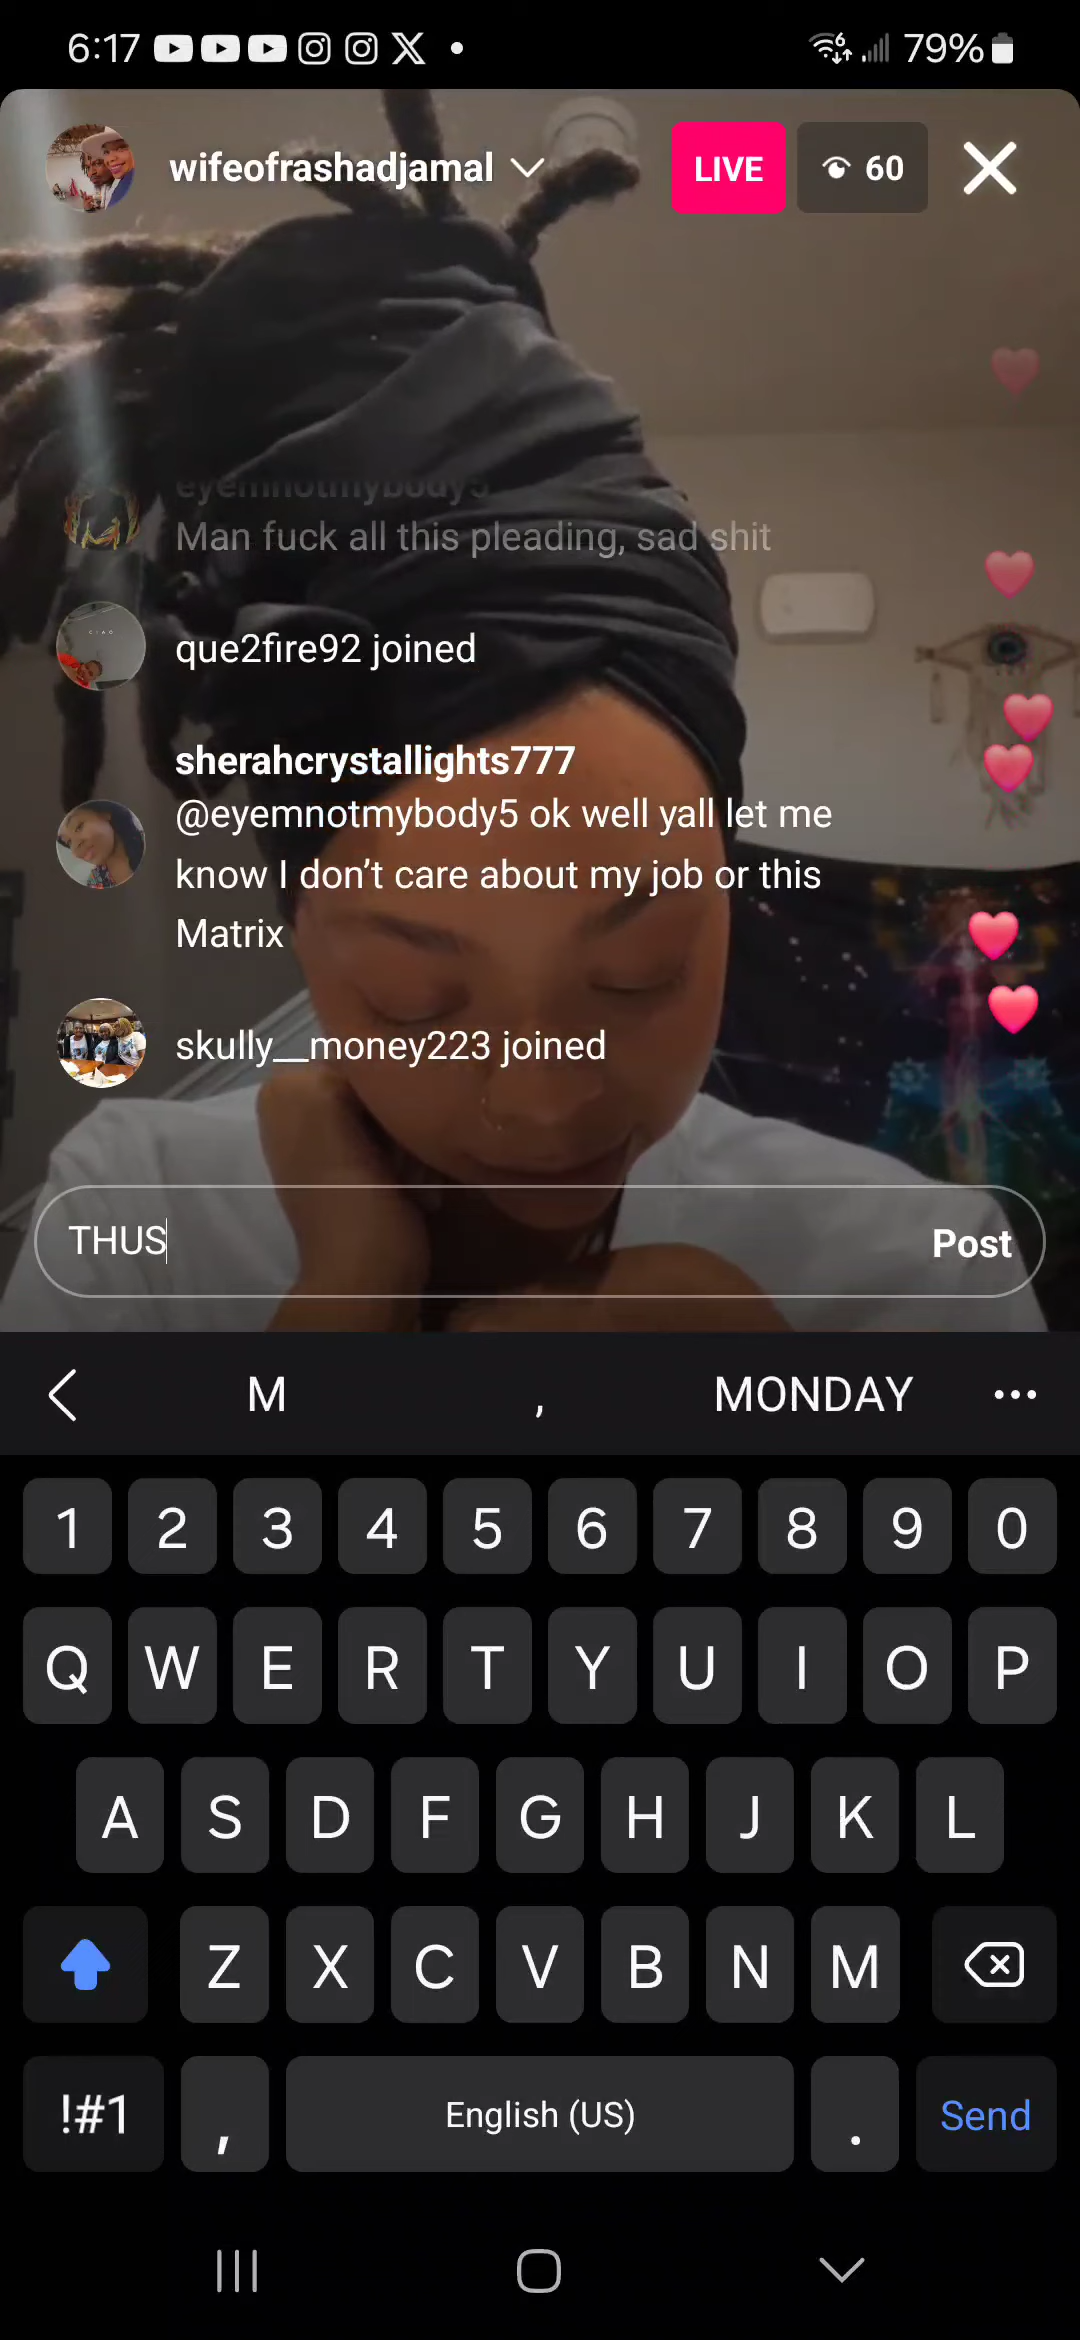 6:17
79%
wifeofrashadjamal
LIVE
60
eyemnotmybody5
Man fuck all this pleading, sad shit
que2fire92 joined
sherahcrystallights777
@eyemnotmybody5 ok well yall let me
know I don’t care about my job or this
Matrix
skully__money223 joined
THUS
Post
M , MONDAY
1 2 3 4 5 6 7 8 9 0
Q W E R T Y U I O P
A S D F G H J K L
Z X C V B N M
!#1 , English (US) . Send